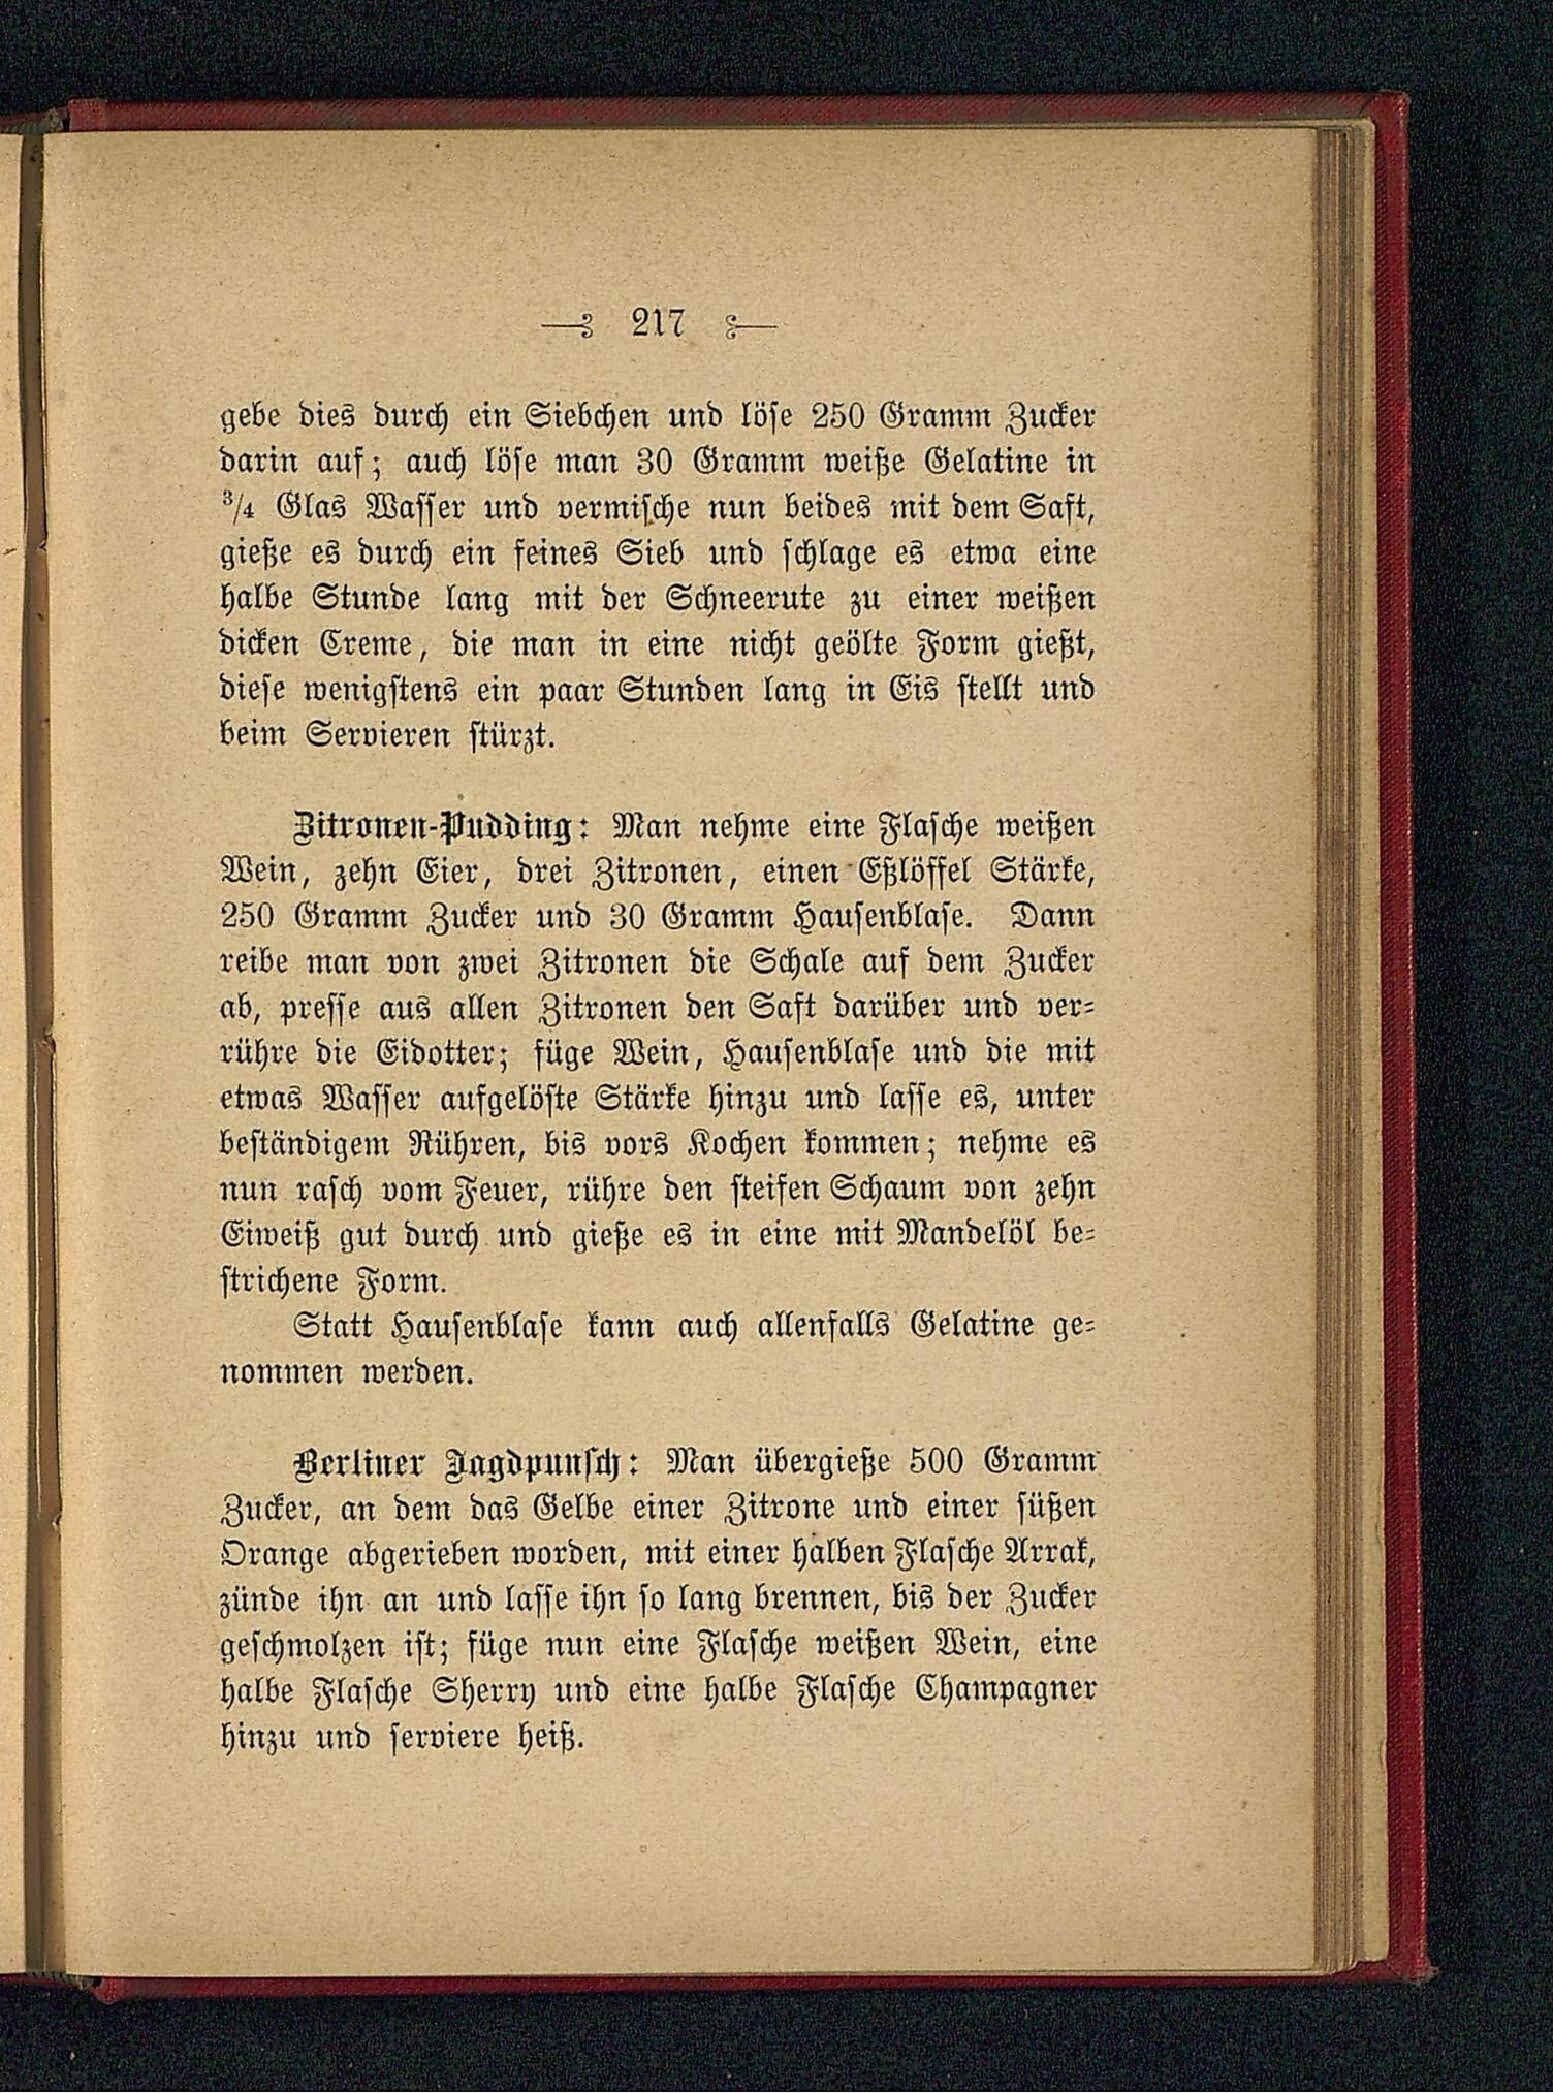 217
gebe dies durch ein Siebchen und löse 250 Gramm Zucker
darin auf; auch löse man 30 Gramm weiße Gelatine in
3/4 Glas Wasser und vermische nun beides mit dem Saft,
gieße es durch ein feines Sieb und schlage es etwa eine
halbe Stunde lang mit der Schneerute zu einer weißen
dicken Creme, die man in eine nicht geölte Form gießt,
diese wenigstens ein paar Stunden lang in Eis stellt und
beim Servieren stürzt.
Zitronen-Pudding: Man nehme eine Flasche weißen
Wein, zehn Eier, drei Zitronen, einen Eßlöffel Stärke,
250 Gramm Zucker und 30 Gramm Hausenblase. Dann
reibe man von zwei Zitronen die Schale auf dem Zucker
ab, presse aus allen Zitronen den Saft darüber und ver-
rühre die Eidotter; füge Wein, Hausenblase und die mit
etwas Wasser aufgelöste Stärke hinzu und lasse es, unter
beständigem Rühren, bis vors Kochen kommen; nehme es
nun rasch vom Feuer, rühre den steifen Schaum von zehn
Eiweiß gut durch und gieße es in eine mit Mandelöl be-
strichene Form.
Statt Hausenblase kann auch allenfalls Gelatine ge-
nommen werden.
Berliner Jagdpunsch: Man übergieße 500 Gramm
Zucker, an dem das Gelbe einer Zitrone und einer süßen
Orange abgerieben worden, mit einer halben Flasche Arrak,
zünde ihn an und lasse ihn so lang brennen, bis der Zucker
geschmolzen ist; füge nun eine Flasche weißen Wein, eine
halbe Flasche Sherry und eine halbe Flasche Champagner
hinzu und serviere heiß.